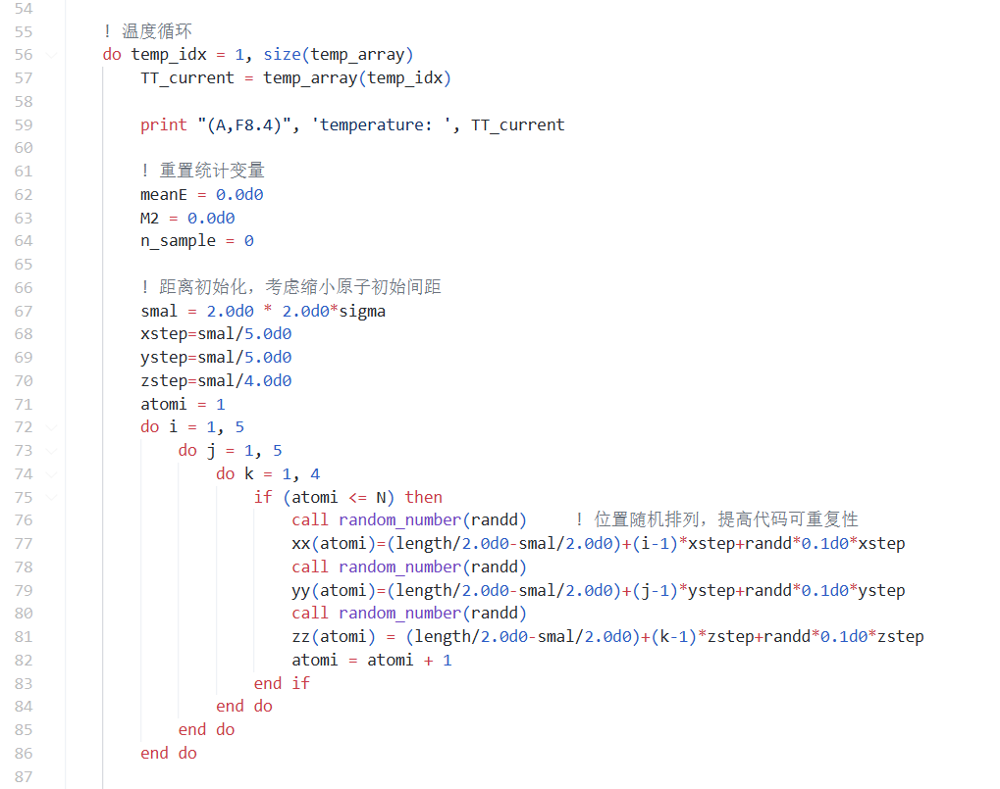 54
55 ! 温度循环
56 do temp_idx = 1, size(temp_array)
57 TT_current = temp_array(temp_idx)
58
59 print "(A,F8.4)", 'temperature: ', TT_current
60
61 ! 重置统计变量
62 meanE = 0.0d0
63 M2 = 0.0d0
64 n_sample = 0
65
66 ! 距离初始化，考虑缩小原子初始间距
67 smal = 2.0d0 * 2.0d0*sigma
68 xstep=smal/5.0d0
69 ystep=smal/5.0d0
70 zstep=smal/4.0d0
71 atomi = 1
72 do i = 1, 5
73 do j = 1, 5
74 do k = 1, 4
75 if (atomi <= N) then
76 call random_number(randd) ! 位置随机排列，提高代码可重复性
77 xx(atomi)=(length/2.0d0-smal/2.0d0)+(i-1)*xstep+randd*0.1d0*xstep
78 call random_number(randd)
79 yy(atomi)=(length/2.0d0-smal/2.0d0)+(j-1)*ystep+randd*0.1d0*ystep
80 call random_number(randd)
81 zz(atomi) = (length/2.0d0-smal/2.0d0)+(k-1)*zstep+randd*0.1d0*zstep
82 atomi = atomi + 1
83 end if
84 end do
85 end do
86 end do
87